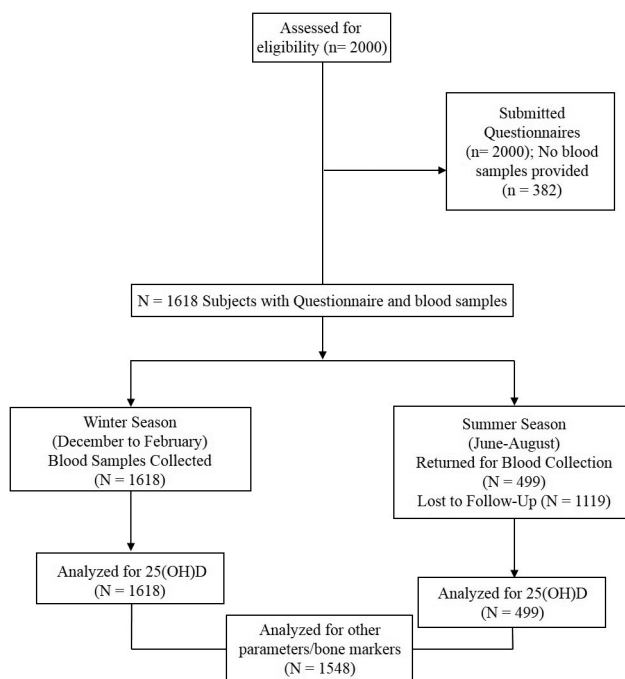 Assessed for
eligibility (n= 2000)
Submitted
Questionnaires
(n= 2000); No blood
samples provided
(n = 382)
N = 1618 Subjects with Questionnaire and blood samples
Winter Season
(December to February)
Blood Samples Collected
(N = 1618)
Summer Season
(June-August)
Returned for Blood Collection
(N = 499)
Lost to Follow-Up (N = 1119)
Analyzed for 25(OH)D
(N = 1618)
Analyzed for 25(OH)D
(N = 499)
Analyzed for other
parameters/bone markers
(N = 1548)